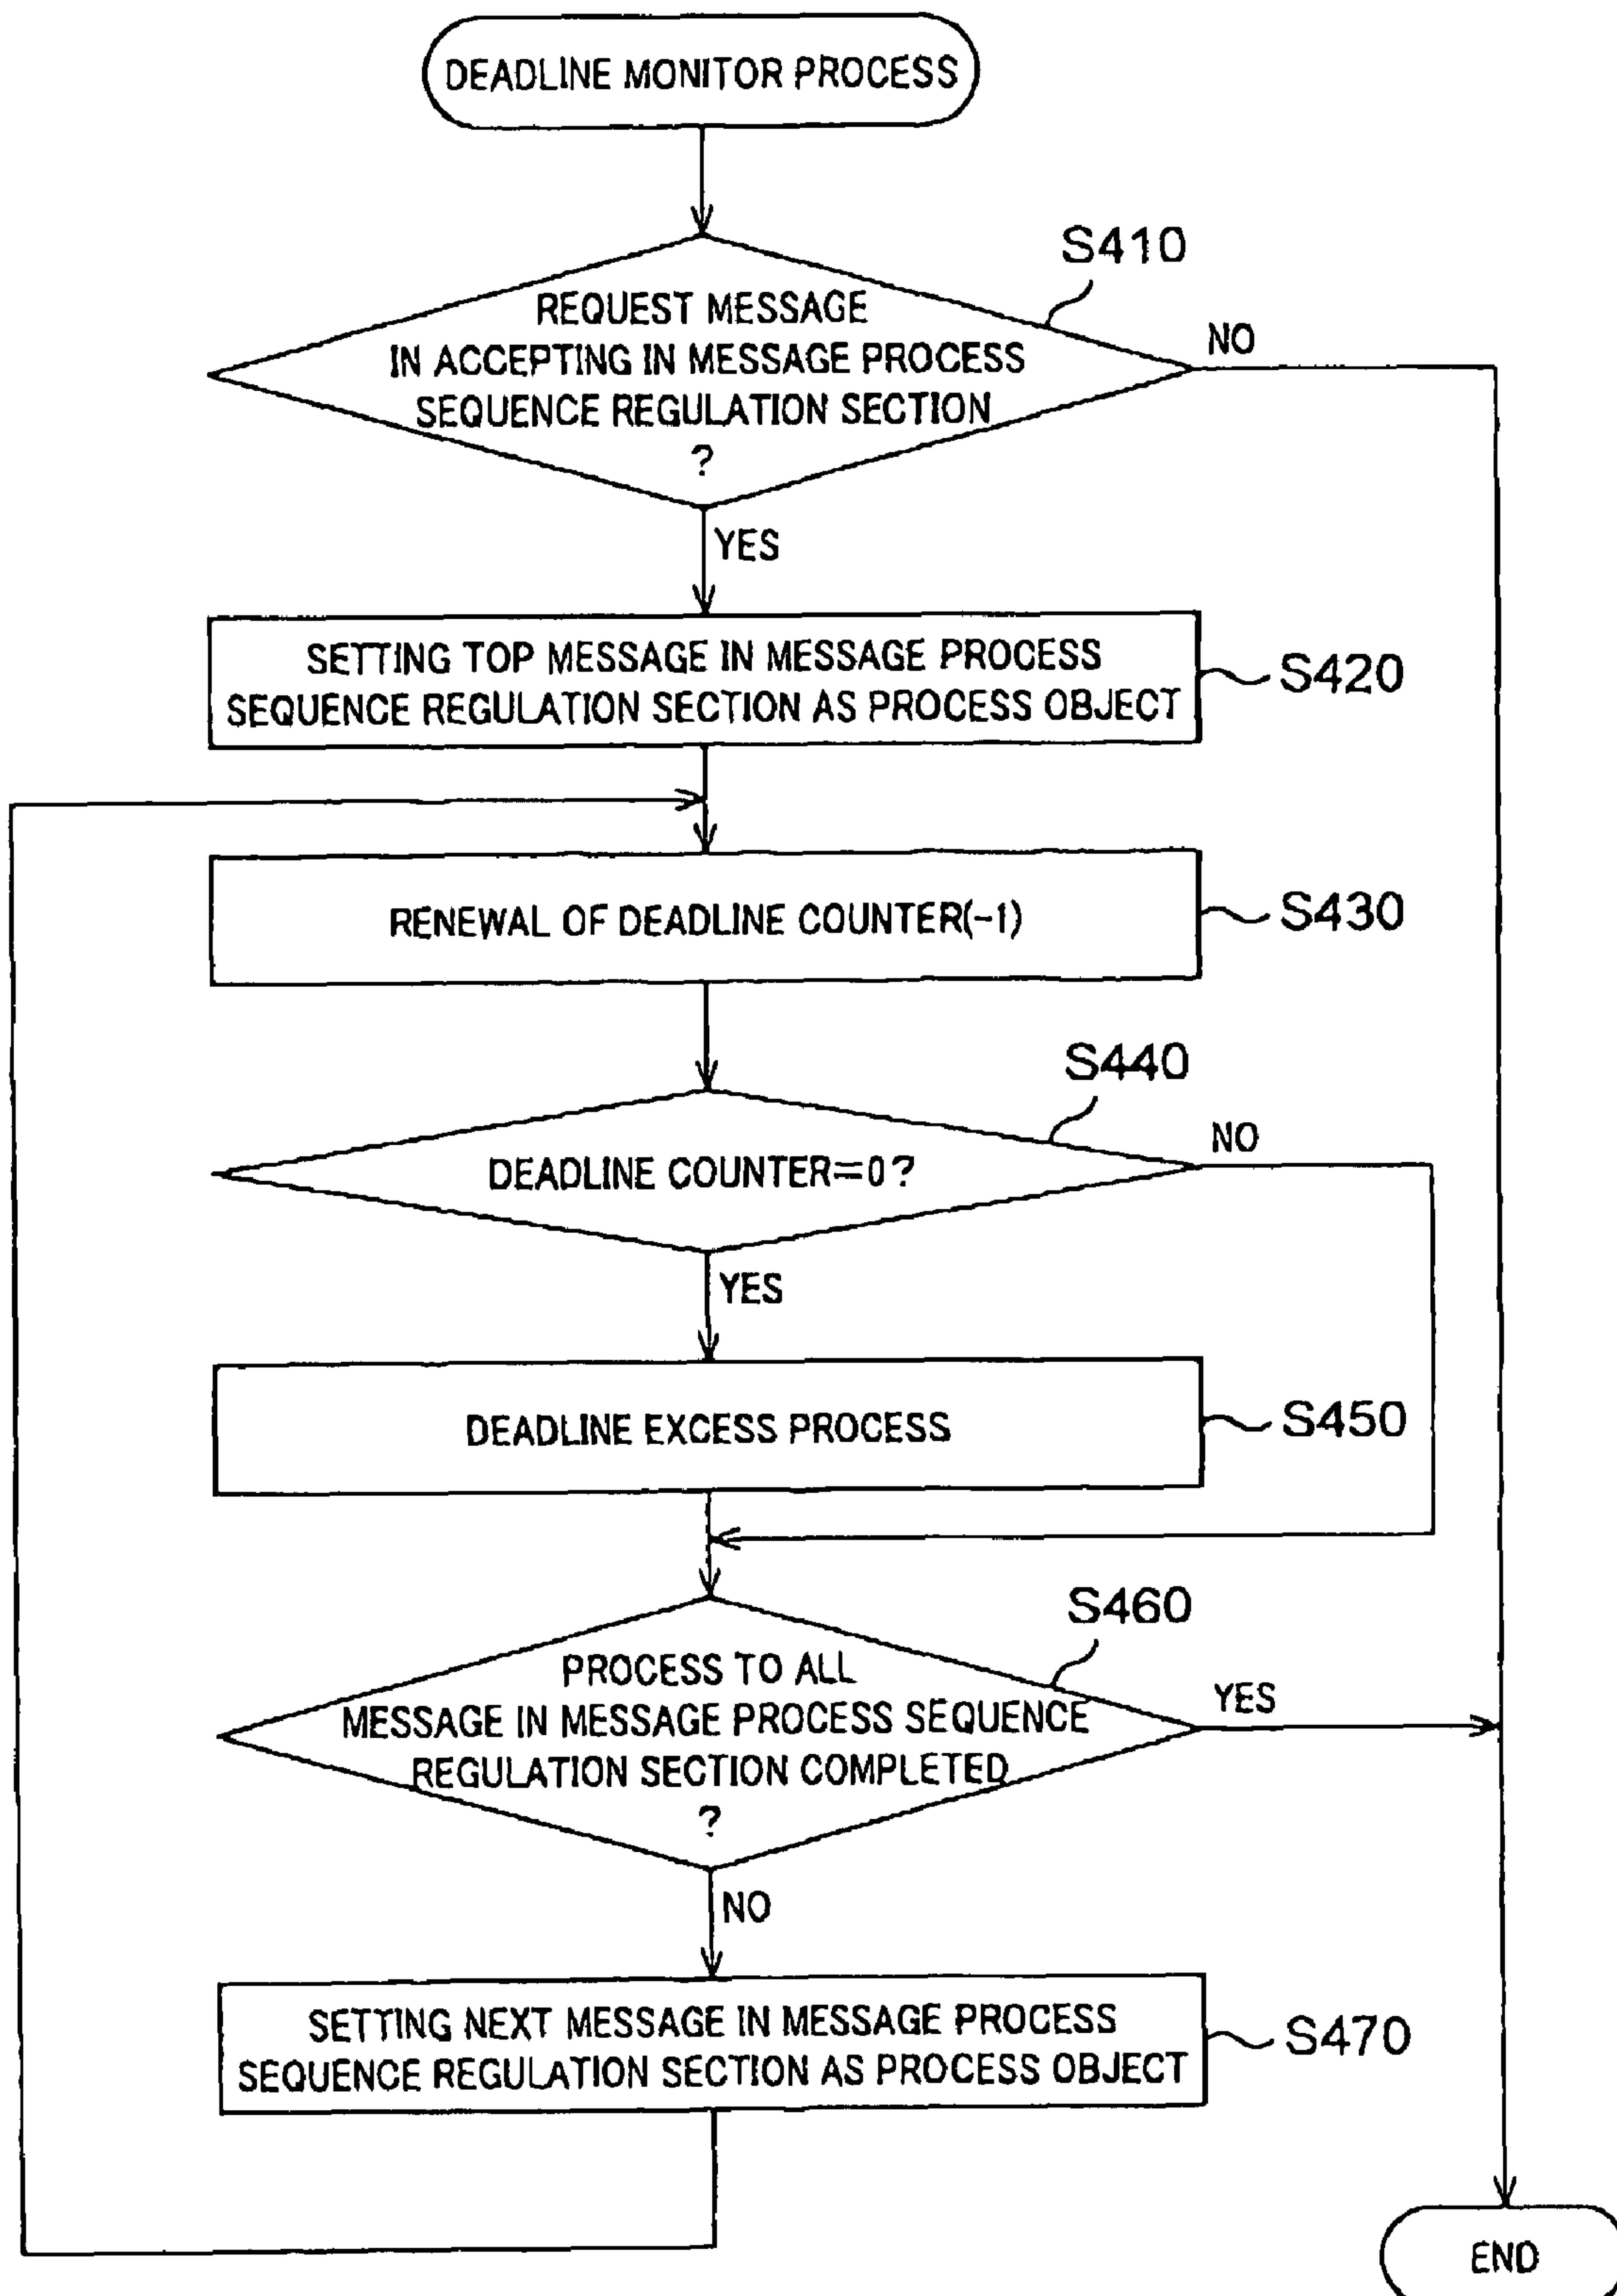 DEADLINE MONITOR PROCESS
S410
REQUEST MESSAGE
IN ACCEPTING IN MESSAGE PROCESS
SEQUENCE REGULATION SECTION
?
NO
YES
SETTING TOP MESSAGE IN MESSAGE PROCESS
SEQUENCE REGULATION SECTION AS PROCESS OBJECT
S420
RENEWAL OF DEADLINE COUNTER(-1)
S430
S440
DEADLINE COUNTER=0?
NO
YES
DEADLINE EXCESS PROCESS
S450
S460
PROCESS TO ALL
MESSAGE IN MESSAGE PROCESS SEQUENCE
REGULATION SECTION COMPLETED
?
YES
NO
SETTING NEXT MESSAGE IN MESSAGE PROCESS
SEQUENCE REGULATION SECTION AS PROCESS OBJECT
S470
END